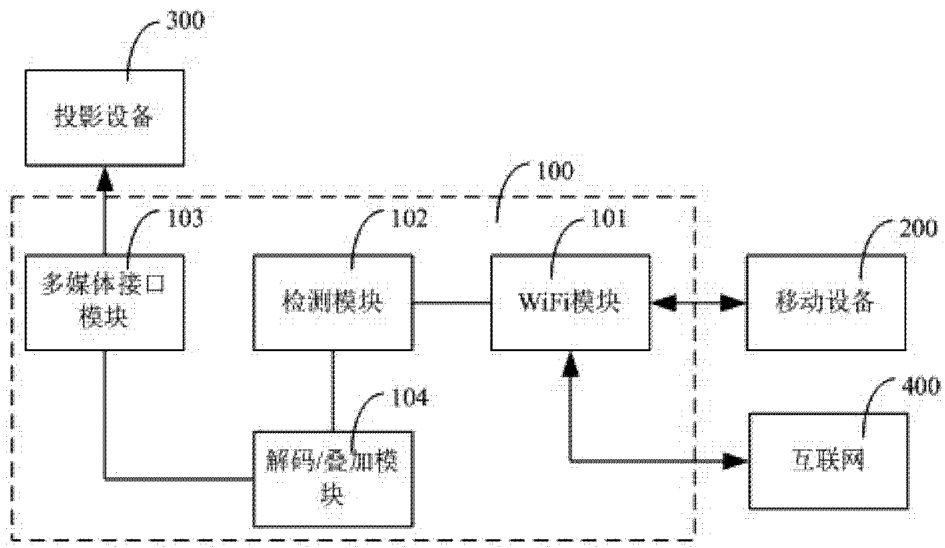 300
投影设备
100
103
102
101
200
多媒体接口
模块
检测模块
WiFi模块
移动设备
104
400
解码/叠加模
块
互联网